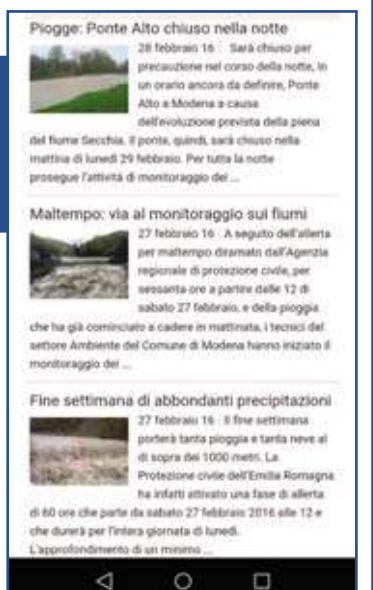 Piogge: Ponte Alto chiuso nella notte
28 febbraio 16 Sarà chiuso per
precauzione nel corso della notte, in
un orario ancora da definire, Ponte
Alto a Modena a causa
dell'evoluzione prevista della piena
del fiume Secchia. Il ponte, quindi, sarà chiuso nella
mattina di lunedì 29 febbraio. Per tutta la notte
prosegue l'attività di monitoraggio dei ...
Maltempo: via al monitoraggio sui fiumi
27 febbraio 16 A seguito dell'allerta
per maltempo diramato dall'Agenzia
regionale di protezione civile, per
sessanta ore a partire dalle 12 di
sabato 27 febbraio, e della pioggia
che ha già cominciato a cadere in mattinata, i tecnici del
settore Ambiente del Comune di Modena hanno iniziato il
monitoraggio dei ...
Fine settimana di abbondanti precipitazioni
27 febbraio 16 Il fine settimana
porterà tanta pioggia e tanta neve al
di sopra dei 1000 metri. La
Protezione civile dell'Emilia Romagna
ha infatti attivato una fase di allerta
di 60 ore che parte da sabato 27 febbraio 2016 alle 12 e
che durerà per l'intera giornata di lunedì.
L'approfondimento di un minimo ...